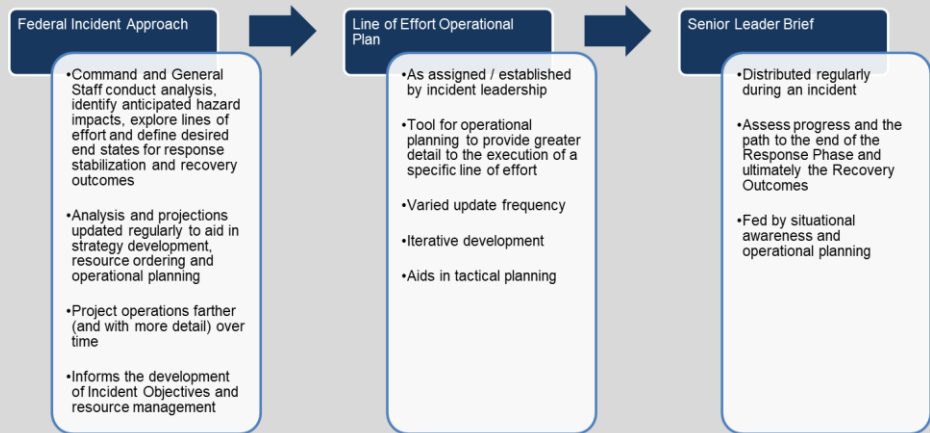 Federal Incident Approach
•Command and General
Staff conduct analysis,
identify anticipated hazard
impacts, explore lines of
effort and define desired
end states for response
stabilization and recovery
outcomes
•Analysis and projections
updated regularly to aid in
strategy development,
resource ordering and
operational planning
•Project operations farther
(and with more detail) over
time
•Informs the development
of Incident Objectives and
resource management
Line of Effort Operational
Plan
•As assigned / established
by incident leadership
•Tool for operational
planning to provide greater
detail to the execution of a
specific line of effort
•Varied update frequency
•Iterative development
•Aids in tactical planning
Senior Leader Brief
•Distributed regularly
during an incident
•Assess progress and the
path to the end of the
Response Phase and
ultimately the Recovery
Outcomes
•Fed by situational
awareness and
operational planning